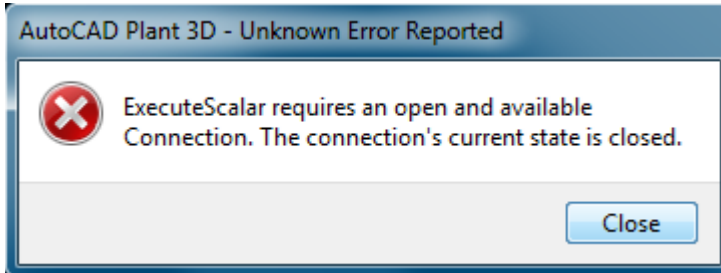 AutoCAD Plant 3D - Unknown Error Reported
ExecuteScalar requires an open and available
Connection. The connection's current state is closed.
Close